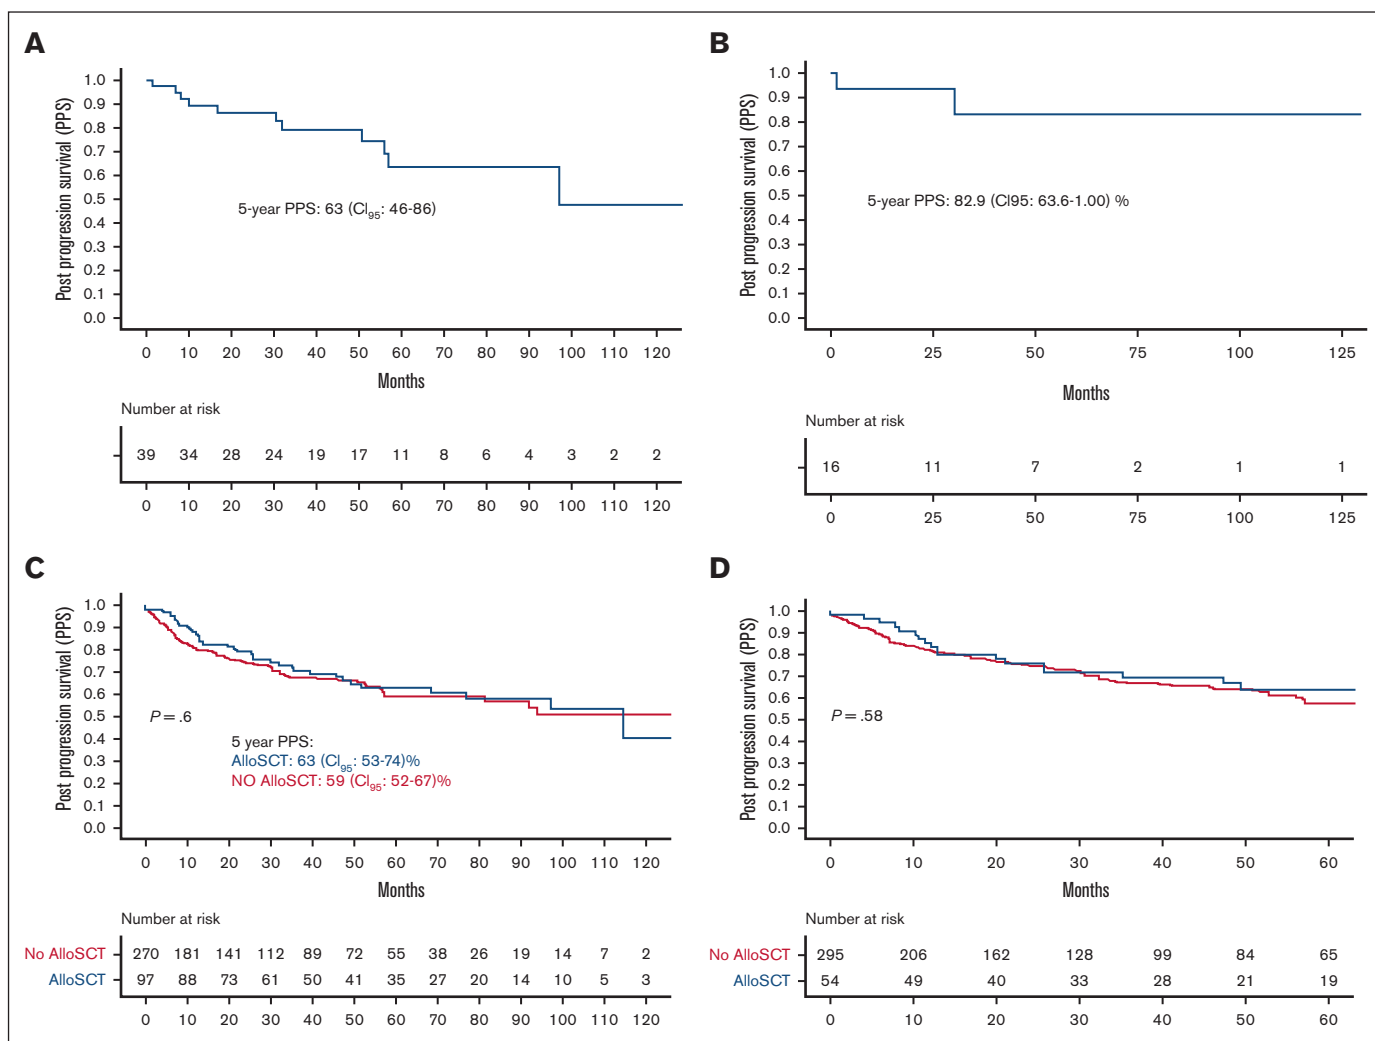 A
Post progression survival (PPS)
1.0
0.9
0.8
0.7
0.6
0.5
0.4
0.3
0.2
0.1
0.0
5-year PPS: 63 (CI95: 46-86)
0 10 20 30 40 50 60 70 80 90 100 110 120
Months
Number at risk
39 34 28 24 19 17 11 8 6 4 3 2 2
0 10 20 30 40 50 60 70 80 90 100 110 120
B
Post progression survival (PPS)
1.0
0.9
0.8
0.7
0.6
0.5
0.4
0.3
0.2
0.1
0.0
5-year PPS: 82.9 (CI95: 63.6-1.00) %
0 25 50 75 100 125
Months
Number at risk
16 11 7 2 1 1
0 25 50 75 100 125
C
Post progression survival (PPS)
1.0
0.9
0.8
0.7
0.6
0.5
0.4
0.3
0.2
0.1
0.0
P = .6
5 year PPS:
AlloSCT: 63 (CI95: 53-74)%
NO AlloSCT: 59 (CI95: 52-67)%
0 10 20 30 40 50 60 70 80 90 100 110 120
Months
Number at risk
No AlloSCT 270 181 141 112 89 72 55 38 26 19 14 7 2
AlloSCT 97 88 73 61 50 41 35 27 20 14 10 5 3
0 10 20 30 40 50 60 70 80 90 100 110 120
D
Post progression survival (PPS)
1.0
0.9
0.8
0.7
0.6
0.5
0.4
0.3
0.2
0.1
0.0
P = .58
0 10 20 30 40 50 60
Months
Number at risk
No AlloSCT 295 206 162 128 99 84 65
AlloSCT 54 49 40 33 28 21 19
0 10 20 30 40 50 60